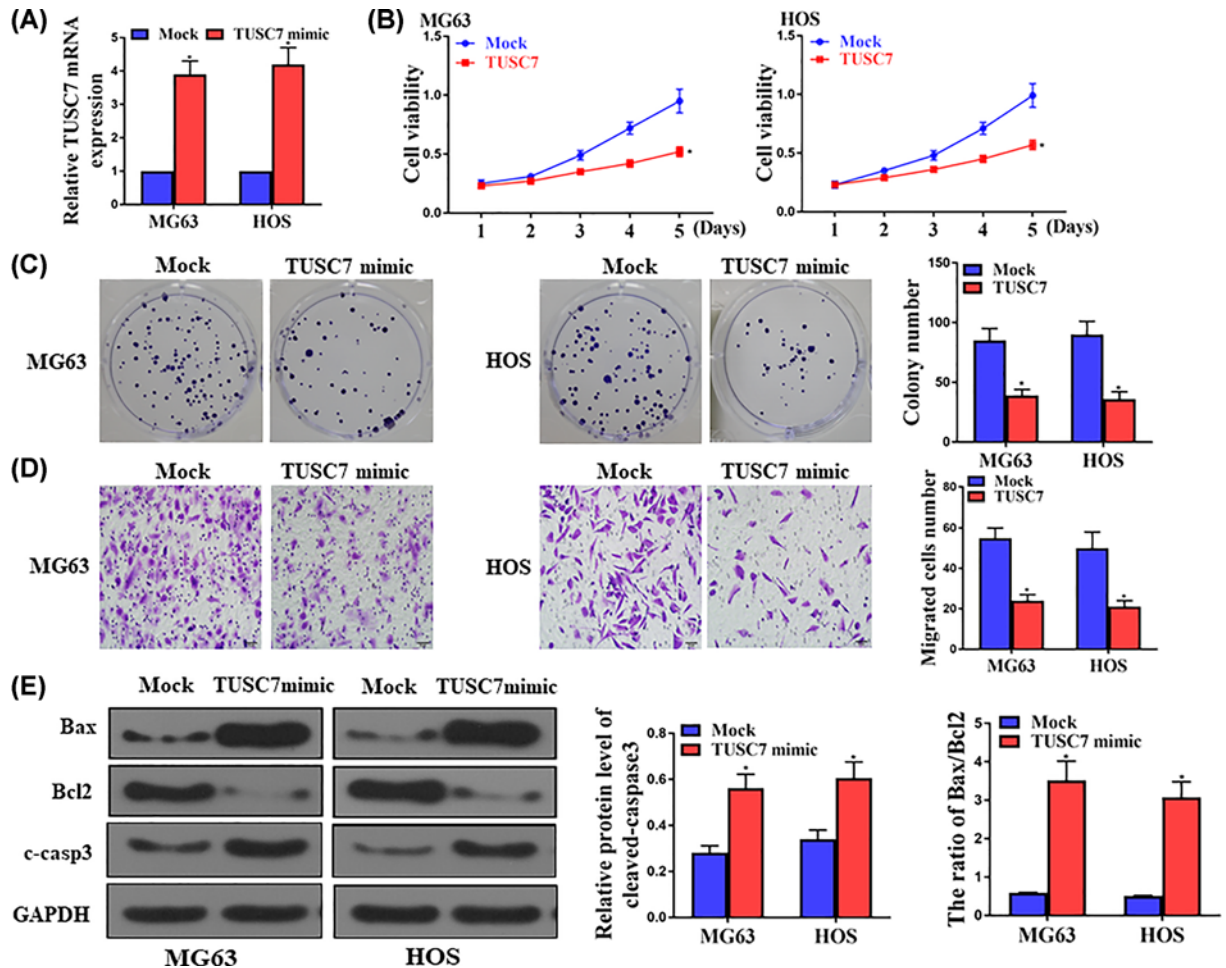 (A)
Mock TUSC7 mimic
Relative TUSC7 mRNA
expression
5
4
3
2
1
0
MG63 HOS
* *
(B)
MG63
Mock
TUSC7
Cell viability
1.5
1.0
0.5
0.0
1 2 3 4 5 (Days)
*
HOS
Mock
TUSC7
Cell viability
1.5
1.0
0.5
0.0
1 2 3 4 5 (Days)
*
(C)
Mock TUSC7 mimic
MG63
Mock TUSC7 mimic
HOS
Mock
TUSC7
Colony number
150
100
50
0
MG63 HOS
* *
(D)
Mock TUSC7 mimic
MG63
Mock TUSC7 mimic
HOS
Mock
TUSC7
Migrated cells number
80
60
40
20
0
MG63 HOS
* *
(E)
Mock TUSC7mimic Mock TUSC7mimic
Bax
Bcl2
c-casp3
GAPDH
MG63 HOS
Mock
TUSC7 mimic
Relative protein level of
cleaved-caspase3
0.8
0.6
0.4
0.2
0.0
MG63 HOS
* *
Mock
TUSC7 mimic
The ratio of Bax/Bcl2
5
4
3
2
1
0
MG63 HOS
* *